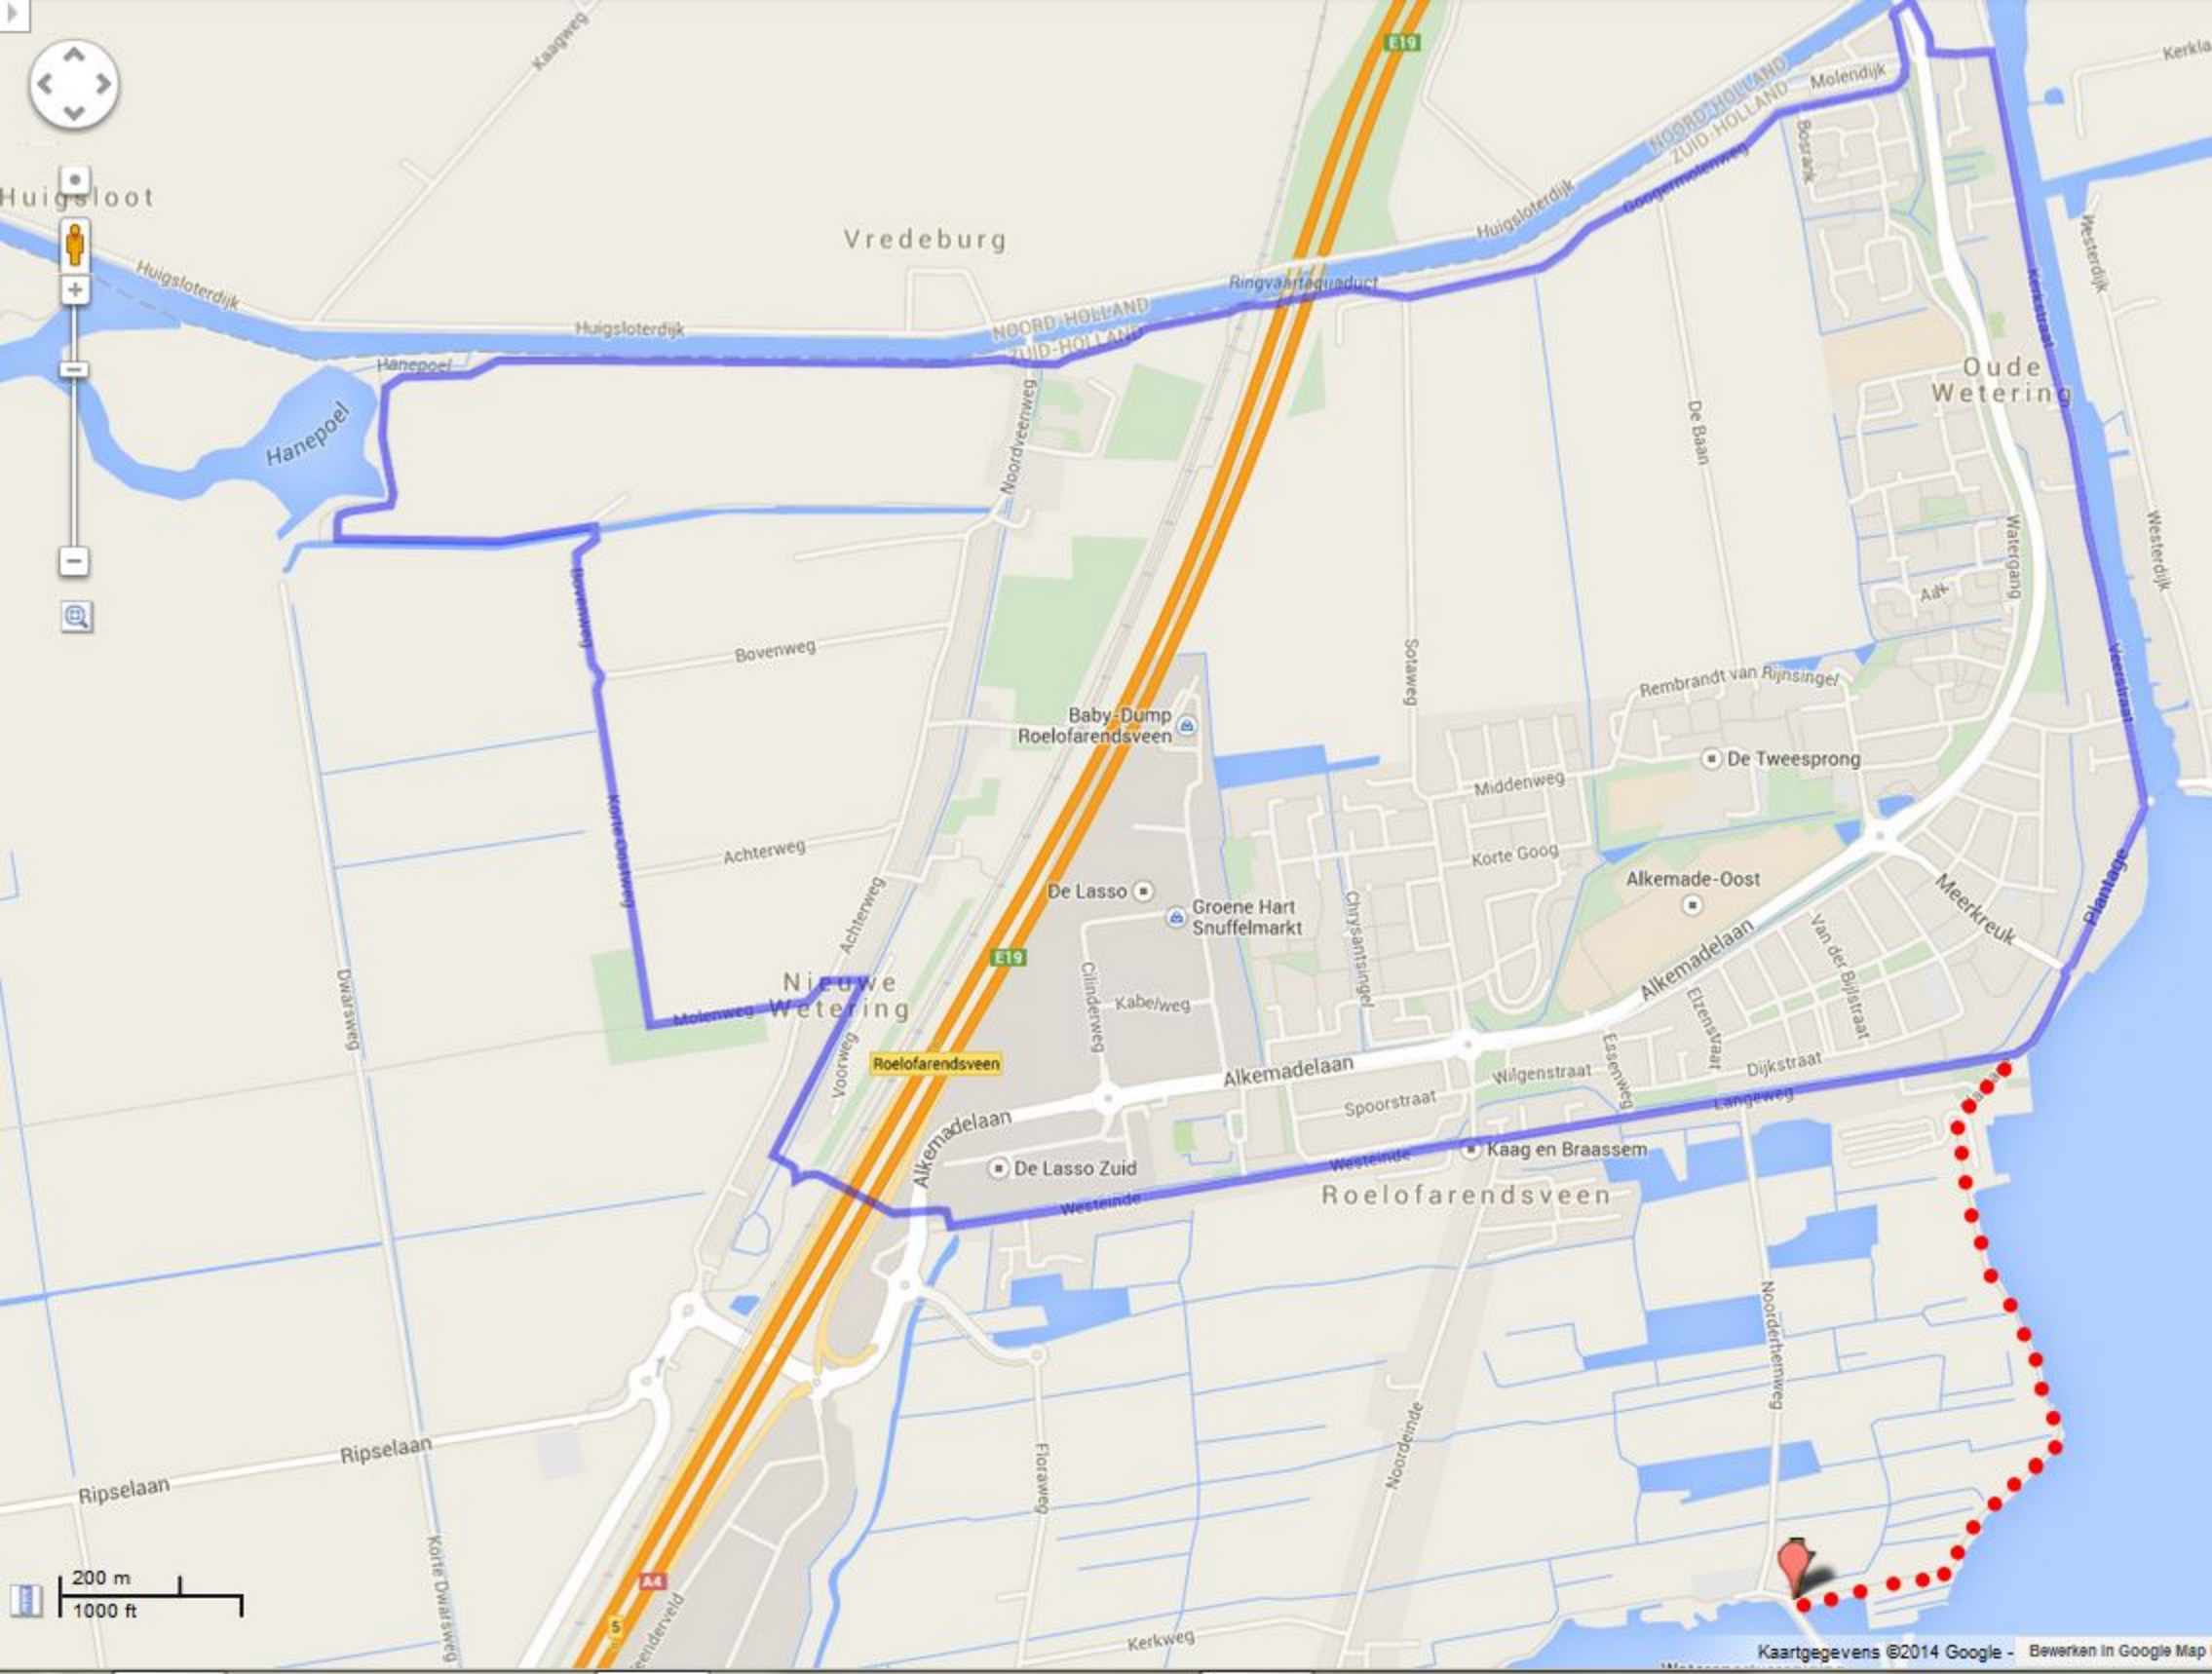 E19
Kaagweg
Kerkla
Molendijk
NOORD-HOLLAND
ZUID-HOLLAND
Bosrank
Googermolenweg
Huigsloot
Huigsloterdijk
Vredeburg
Huigsloterdijk
Westerdijk
Huigsloterdijk
Ringvaartaquaduct
Kerkstraat
NOORD-HOLLAND
ZUID-HOLLAND
Hanepoel
Hanepoel
Noordveenweg
Oude
Wetering
De Baan
Watergang
Westerdijk
Aak
Bovenweg
Bovenweg
Sotaweg
Rembrandt van Rijnsingel
Veerstraat
Baby-Dump
Roelofarendsveen
De Tweesprong
Middenweg
Korte Oostweg
Achterweg
Korte Goog
Alkemade-Oost
Meerkreuk
Plantage
De Lasso
Groene Hart
Snuffelmarkt
Achterweg
Chrysantsingel
Alkemadelaan
Van der Bijlstraat
E19
Nieuwe
Wetering
Molenweg
Dwarsweg
Cilinderweg
Kabelweg
Elzenstraat
Voorweg
Roelofarendsveen
Alkemadelaan
Wilgenstraat
Essenweg
Dijkstraat
Spoorstraat
Langeweg
Alkemadelaan
De Lasso Zuid
Westeinde
Kaag en Braassem
Westeinde
Roelofarendsveen
Noorderhemweg
Ripselaan
Ripselaan
Floraweg
Noordeinde
Korte Dwarsweg
A4
5
eenderveld
Kerkweg
200 m
1000 ft
Kaartgegevens ©2014 Google - Bewerken in Google Map